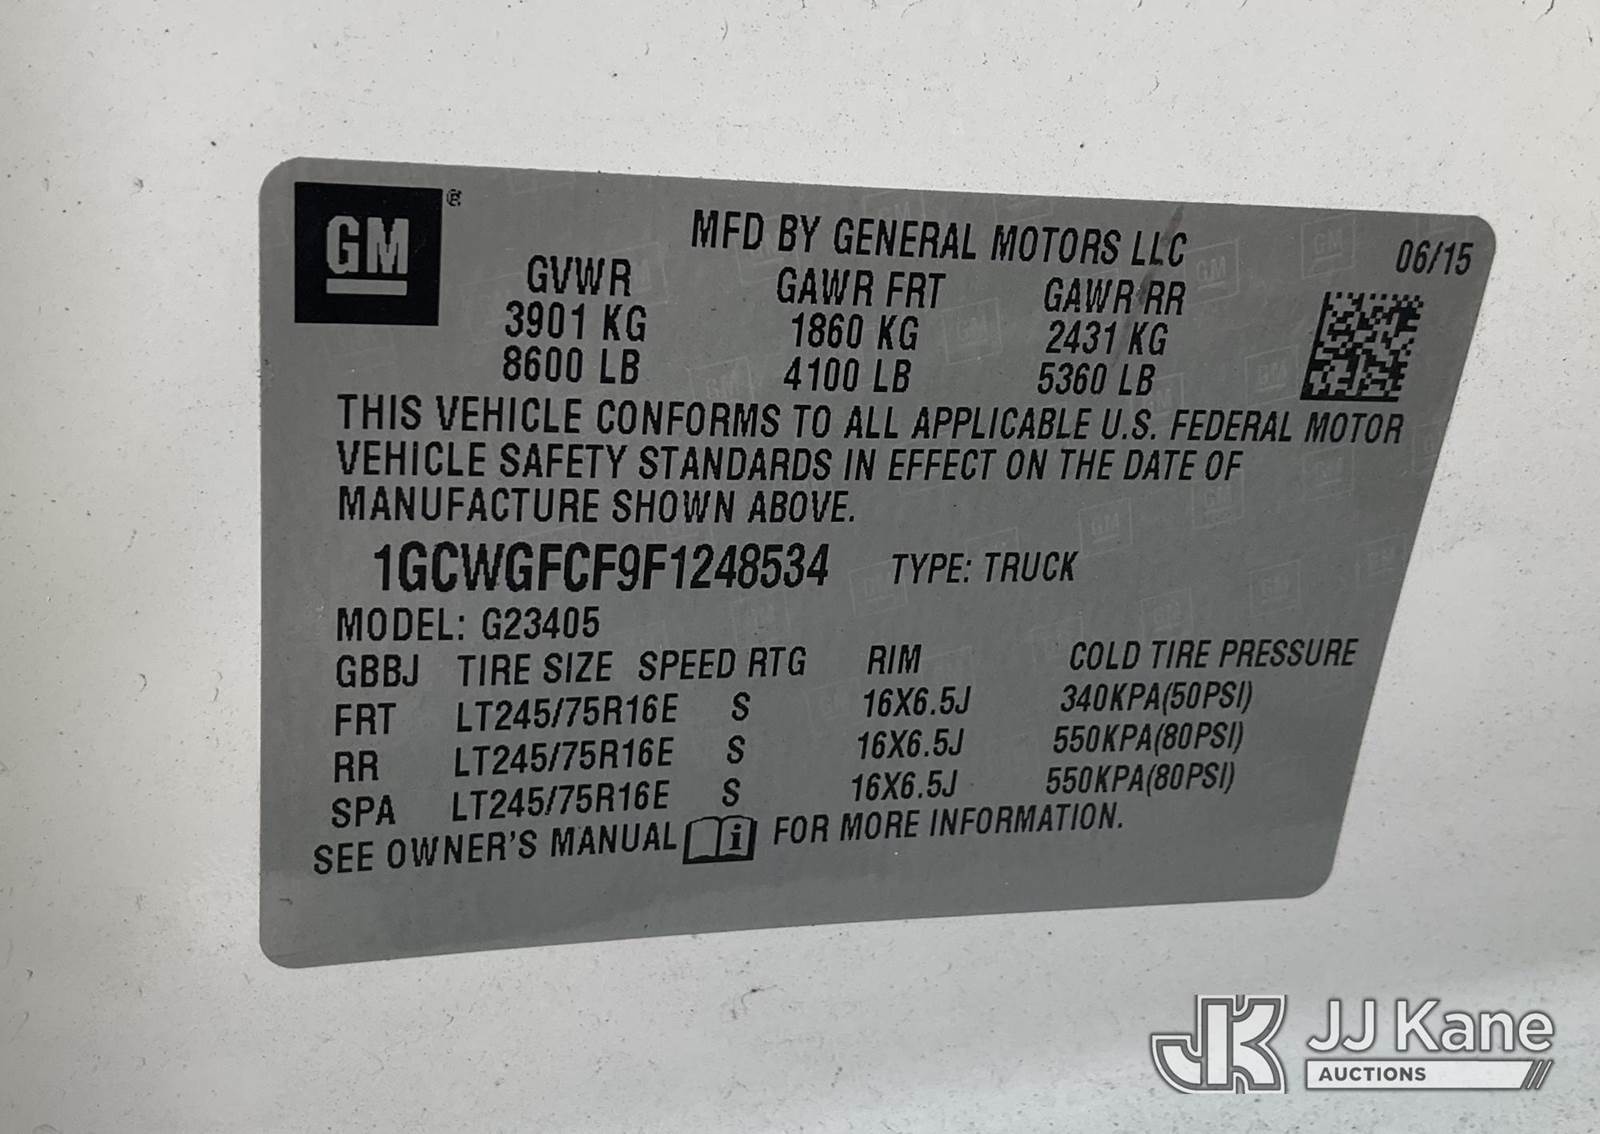 GM®
MFD BY GENERAL MOTORS LLC 06/15
GVWR GAWR FRT GAWR RR
3901 KG 1860 KG 2431 KG
8600 LB 4100 LB 5360 LB
THIS VEHICLE CONFORMS TO ALL APPLICABLE U.S. FEDERAL MOTOR
VEHICLE SAFETY STANDARDS IN EFFECT ON THE DATE OF
MANUFACTURE SHOWN ABOVE.
1GCWGFCF9F1248534 TYPE: TRUCK
MODEL: G23405
GBBJ TIRE SIZE SPEED RTG RIM COLD TIRE PRESSURE
FRT LT245/75R16E S 16X6.5J 340KPA(50PSI)
RR LT245/75R16E S 16X6.5J 550KPA(80PSI)
SPA LT245/75R16E S 16X6.5J 550KPA(80PSI)
SEE OWNER'S MANUAL i FOR MORE INFORMATION.
JK JJ Kane
AUCTIONS